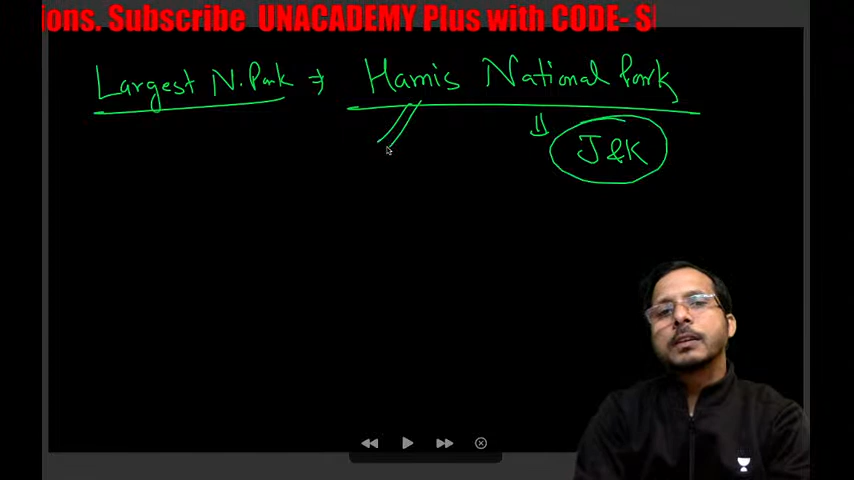 ions. Subscribe UNACADEMY Plus with CODE- S
Largest N. Park → Hamis National Park
J&K